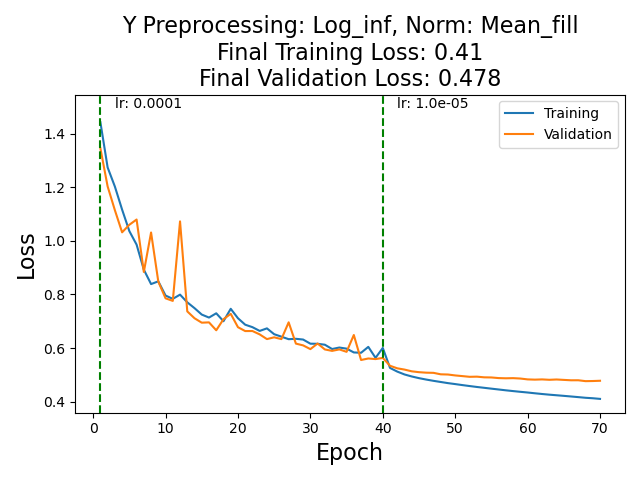 Y Preprocessing: Log_inf, Norm: Mean_fill
Final Training Loss: 0.41
Final Validation Loss: 0.478
lr: 0.0001
lr: 1.0e-05
Training
Validation
1.4
1.2
1.0
0.8
0.6
0.4
Loss
0 10 20 30 40 50 60 70
Epoch